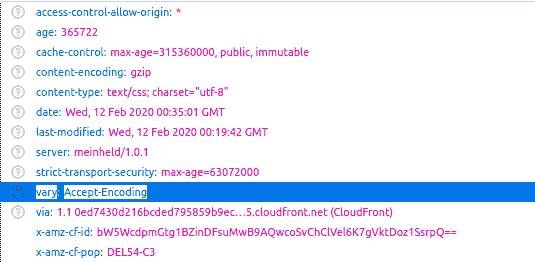 access-control-allow-origin: *
age: 365722
cache-control: max-age=315360000, public, immutable
content-encoding: gzip
content-type: text/css; charset="utf-8"
date: Wed, 12 Feb 2020 00:35:01 GMT
last-modified: Wed, 12 Feb 2020 00:19:42 GMT
server: meinheld/1.0.1
strict-transport-security: max-age=63072000
vary: Accept-Encoding
via: 1.1 0ed7430d216bcded795859b9ec…5.cloudfront.net (CloudFront)
x-amz-cf-id: bW5WcdpmGtg1BZinDFsuMwB9AQwcoSvChClVel6K7gVktDoz1SsrpQ==
x-amz-cf-pop: DEL54-C3